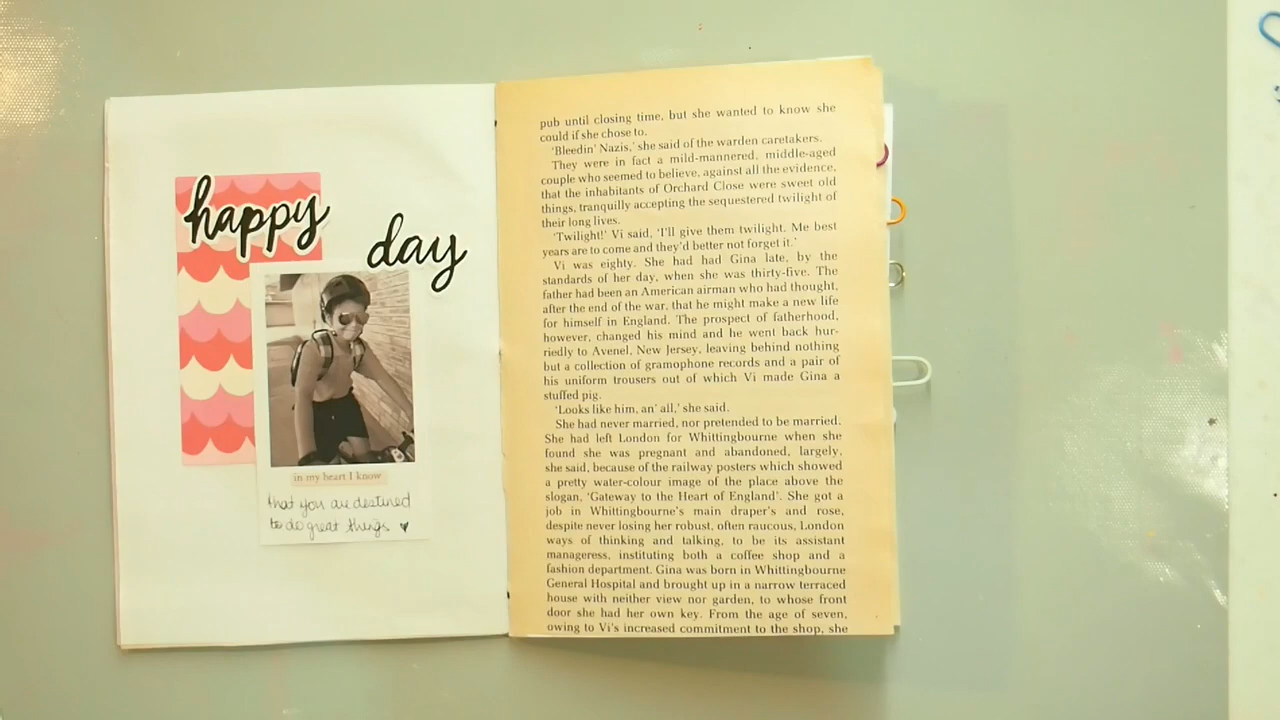 happy
day
in my heart I know
that you are destined
to do great things
pub until closing time, but she wanted to know she
could if she chose to.
'Bleedin' Nazis,' she said of the warden caretakers.
They were in fact a mild-mannered, middle-aged
couple who seemed to believe, against all the evidence,
that the inhabitants of Orchard Close were sweet old
things, tranquilly accepting the sequestered twilight of
their long lives.
'Twilight!' Vi said, 'I'll give them twilight. Me best
years are to come and they'd better not forget it.'
Vi was eighty. She had had Gina late, by the
standards of her day, when she was thirty-five. The
father had been an American airman who had thought,
after the end of the war, that he might make a new life
for himself in England. The prospect of fatherhood,
however, changed his mind and he went back hur-
riedly to Avenel, New Jersey, leaving behind nothing
but a collection of gramophone records and a pair of
his uniform trousers out of which Vi made Gina a
stuffed pig.
'Looks like him, an' all,' she said.
She had never married, nor pretended to be married.
She had left London for Whittingbourne when she
found she was pregnant and abandoned, largely,
she said, because of the railway posters which showed
a pretty water-colour image of the place above the
slogan, 'Gateway to the Heart of England'. She got a
job in Whittingbourne's main draper's and rose,
despite never losing her robust, often raucous, London
ways of thinking and talking, to be its assistant
manageress, instituting both a coffee shop and a
fashion department. Gina was born in Whittingbourne
General Hospital and brought up in a narrow terraced
house with neither view nor garden, to whose front
door she had her own key. From the age of seven,
owing to Vi's increased commitment to the shop, she